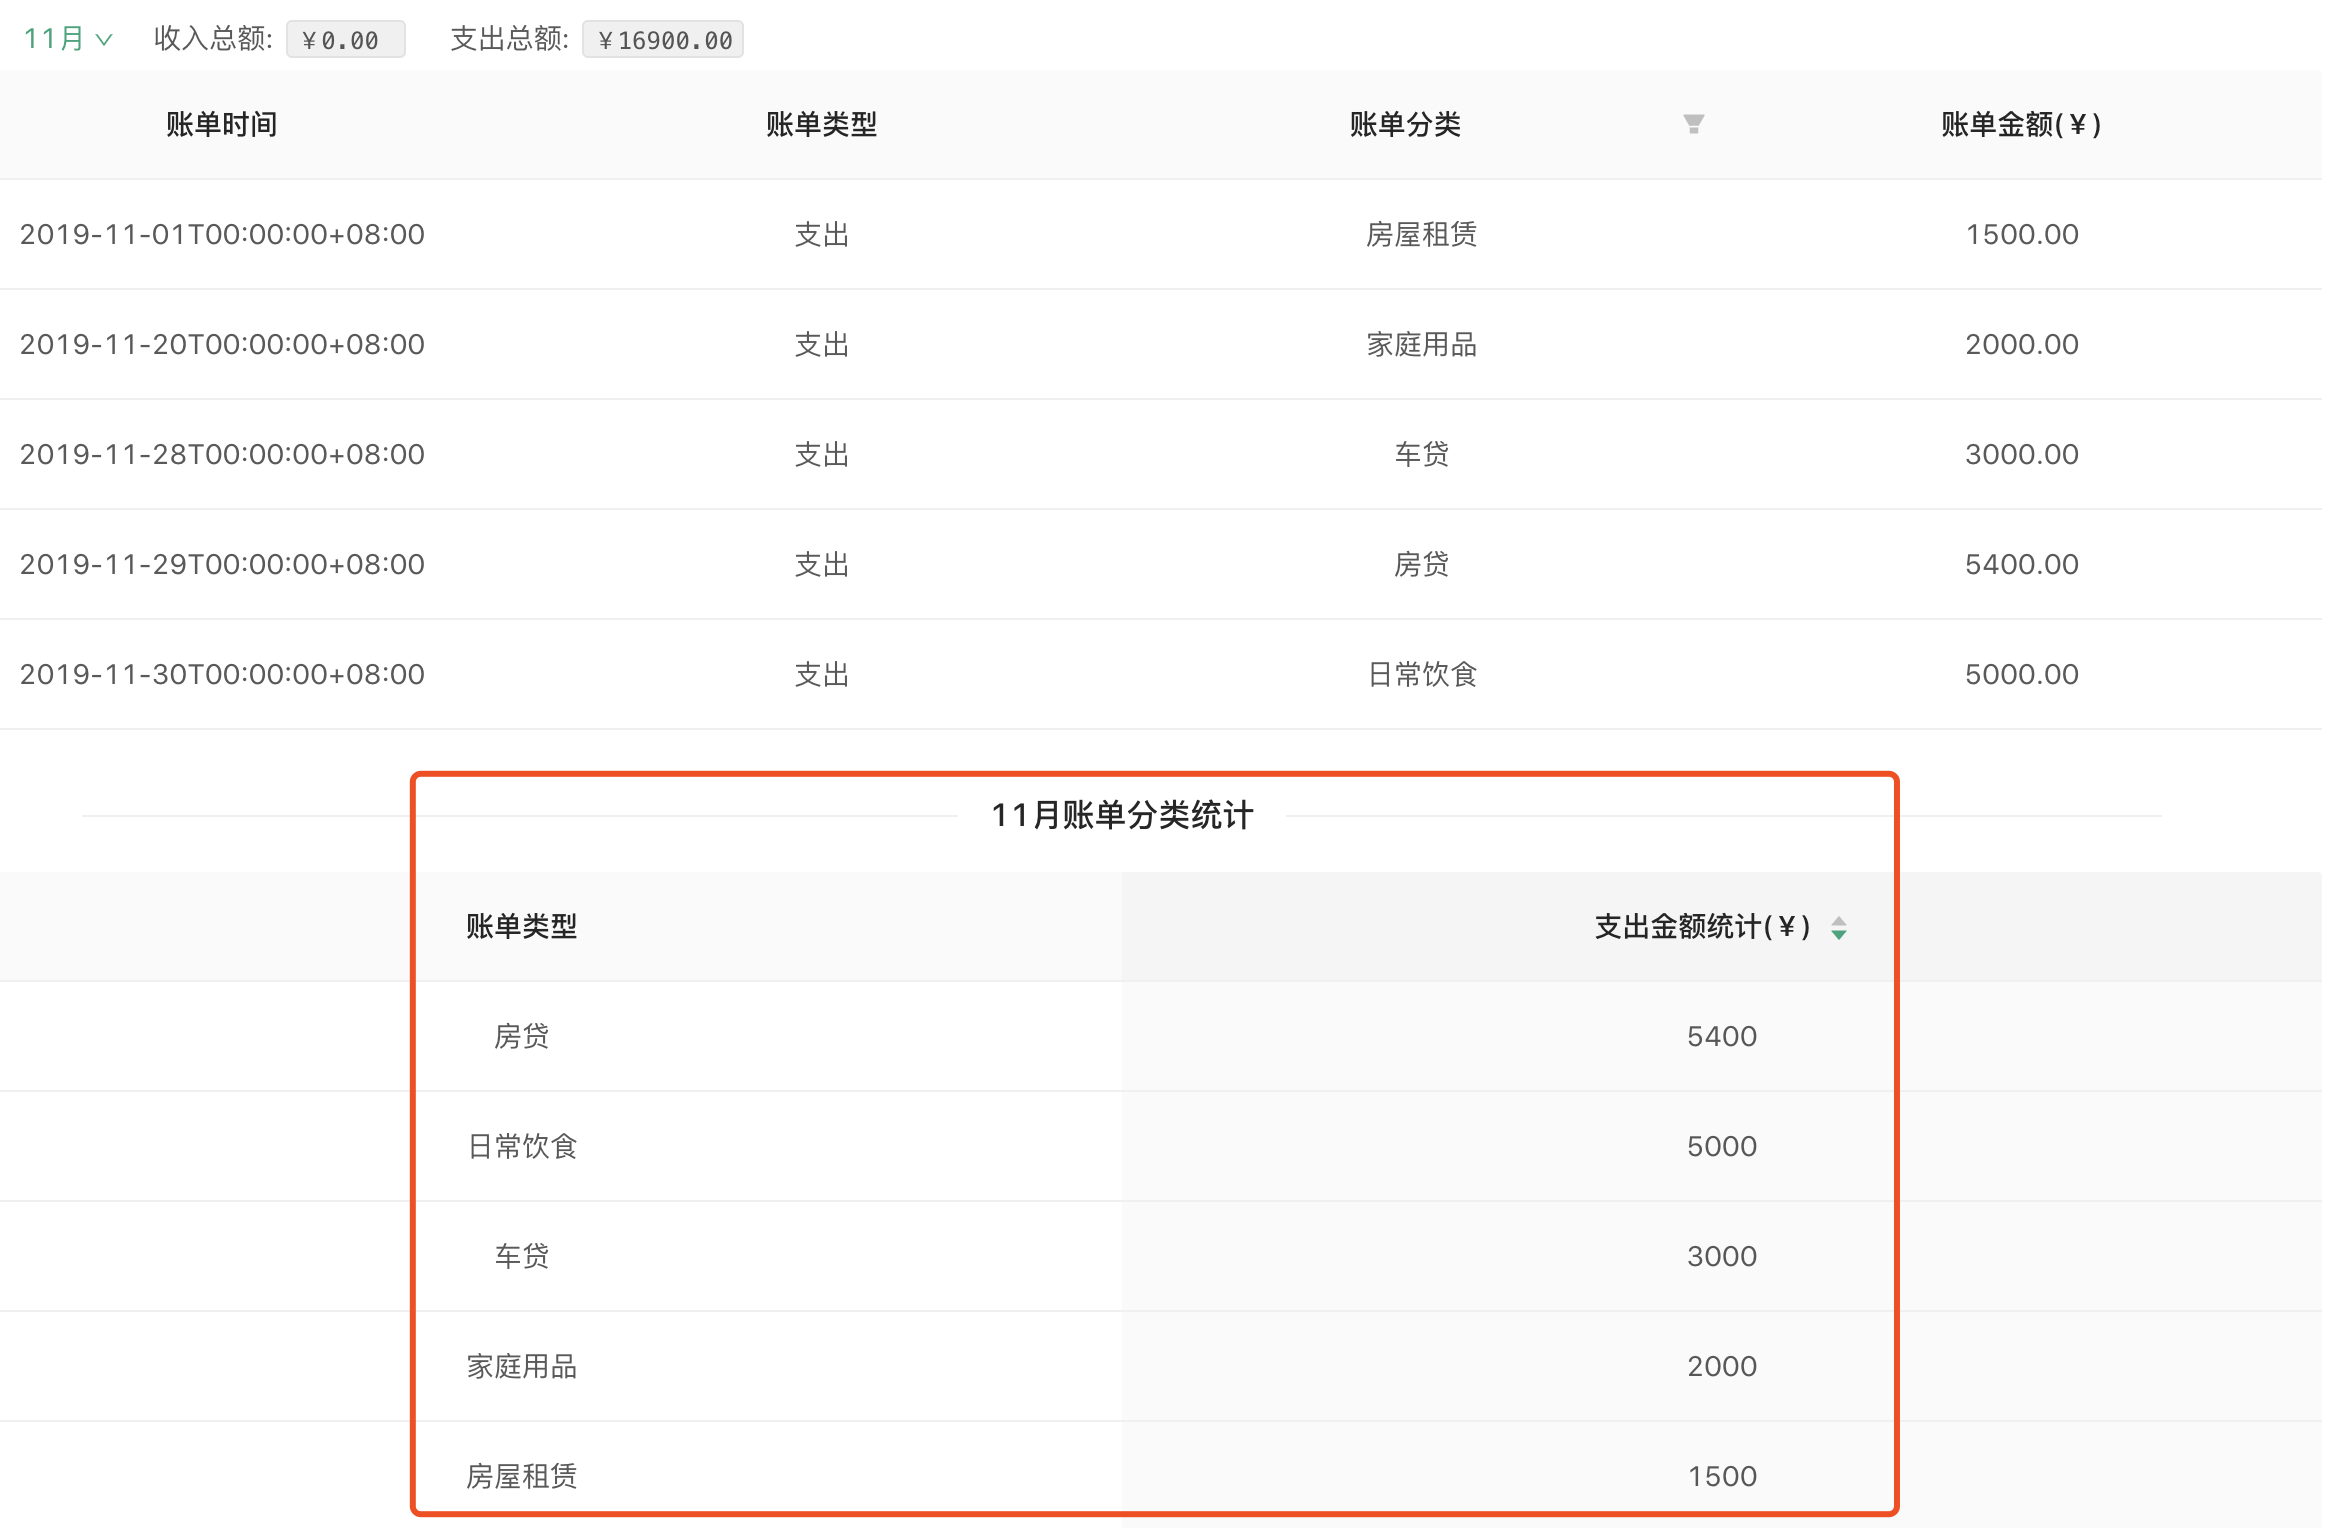 11月 收入总额: ¥0.00 支出总额: ¥16900.00
账单时间 账单类型 账单分类 账单金额(¥)
2019-11-01T00:00:00+08:00 支出 房屋租赁 1500.00
2019-11-20T00:00:00+08:00 支出 家庭用品 2000.00
2019-11-28T00:00:00+08:00 支出 车贷 3000.00
2019-11-29T00:00:00+08:00 支出 房贷 5400.00
2019-11-30T00:00:00+08:00 支出 日常饮食 5000.00
11月账单分类统计
账单类型 支出金额统计(¥)
房贷 5400
日常饮食 5000
车贷 3000
家庭用品 2000
房屋租赁 1500